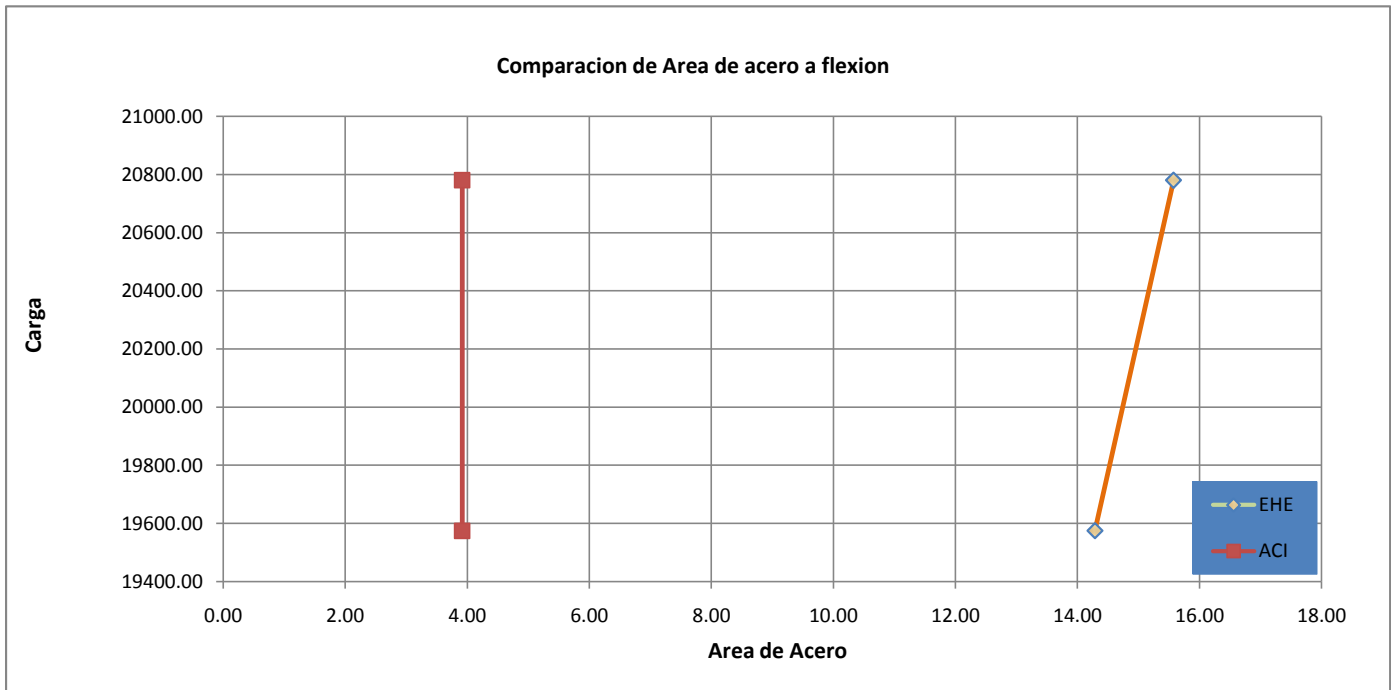 Comparacion de Area de acero a flexion
21000.00
20800.00
20600.00
20400.00
20200.00
20000.00
19800.00
19600.00
19400.00
Carga
0.00 2.00 4.00 6.00 8.00 10.00 12.00 14.00 16.00 18.00
Area de Acero
EHE
ACI